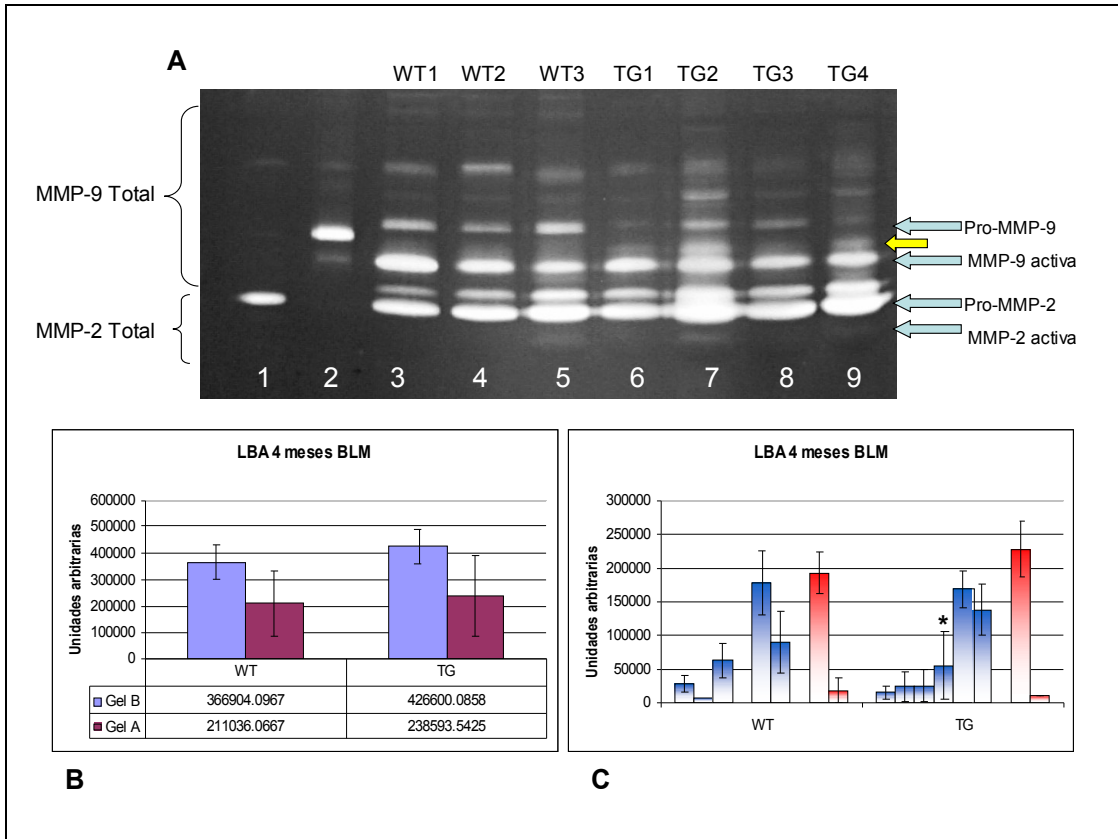 A
WT1 WT2 WT3 TG1 TG2 TG3 TG4
MMP-9 Total
MMP-2 Total
Pro-MMP-9
MMP-9 activa
Pro-MMP-2
MMP-2 activa
1 2 3 4 5 6 7 8 9
LBA 4 meses BLM
Unidades arbitrarias
600000
500000
400000
300000
200000
100000
0
WT TG
Gel B 366904.0967 426600.0858
Gel A 211036.0667 238593.5425
B
LBA 4 meses BLM
Unidades arbitrarias
300000
250000
200000
150000
100000
50000
0
*
WT TG
C